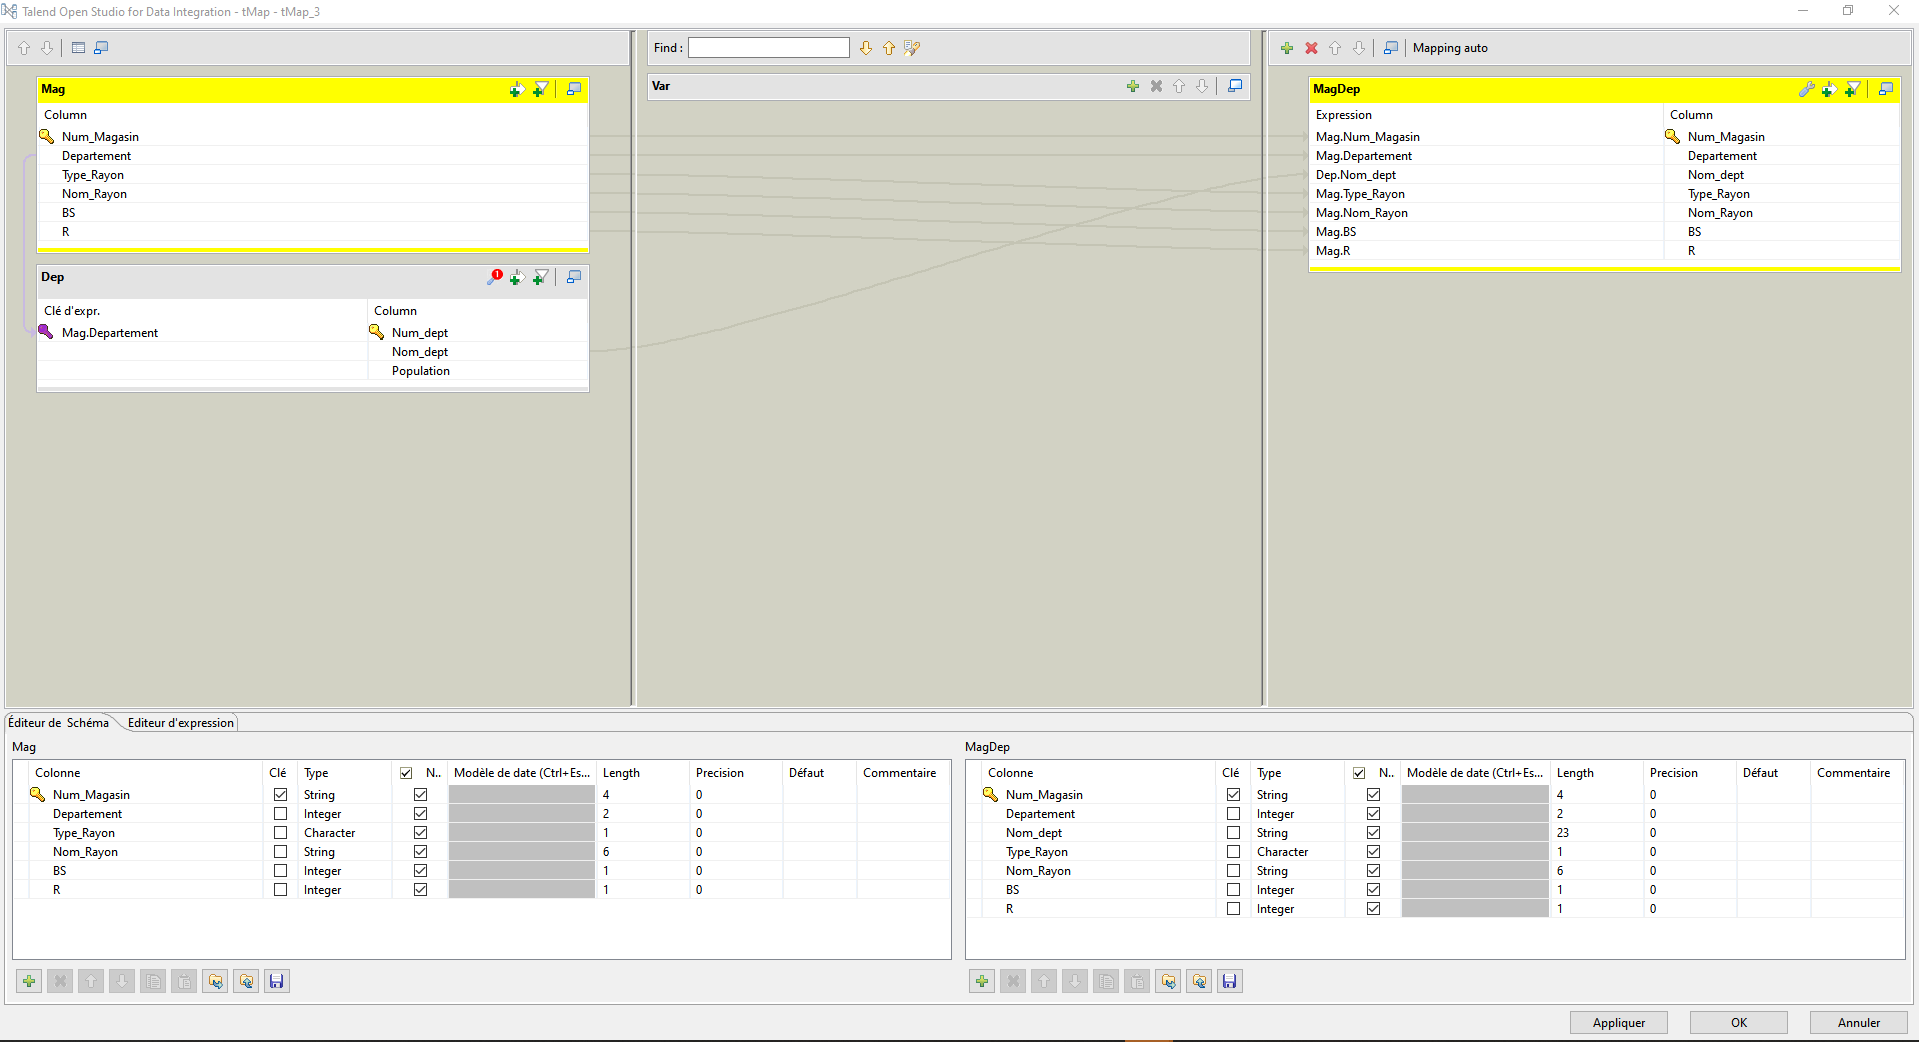 Talend Open Studio for Data Integration - tMap - tMap_3
Find :
Mapping auto
Mag
Column
Num_Magasin
Departement
Type_Rayon
Nom_Rayon
BS
R
Dep
1
Clé d'expr. Column
Mag.Departement Num_dept
Nom_dept
Population
Var
MagDep
Expression Column
Mag.Num_Magasin Num_Magasin
Mag.Departement Departement
Dep.Nom_dept Nom_dept
Mag.Type_Rayon Type_Rayon
Mag.Nom_Rayon Nom_Rayon
Mag.BS BS
Mag.R R
Éditeur de Schéma Editeur d'expression
Mag
Colonne Clé Type N.. Modèle de date (Ctrl+Es... Length Precision Défaut Commentaire
Num_Magasin String 4 0
Departement Integer 2 0
Type_Rayon Character 1 0
Nom_Rayon String 6 0
BS Integer 1 0
R Integer 1 0
MagDep
Colonne Clé Type N.. Modèle de date (Ctrl+Es... Length Precision Défaut Commentaire
Num_Magasin String 4 0
Departement Integer 2 0
Nom_dept String 23 0
Type_Rayon Character 1 0
Nom_Rayon String 6 0
BS Integer 1 0
R Integer 1 0
Appliquer OK Annuler